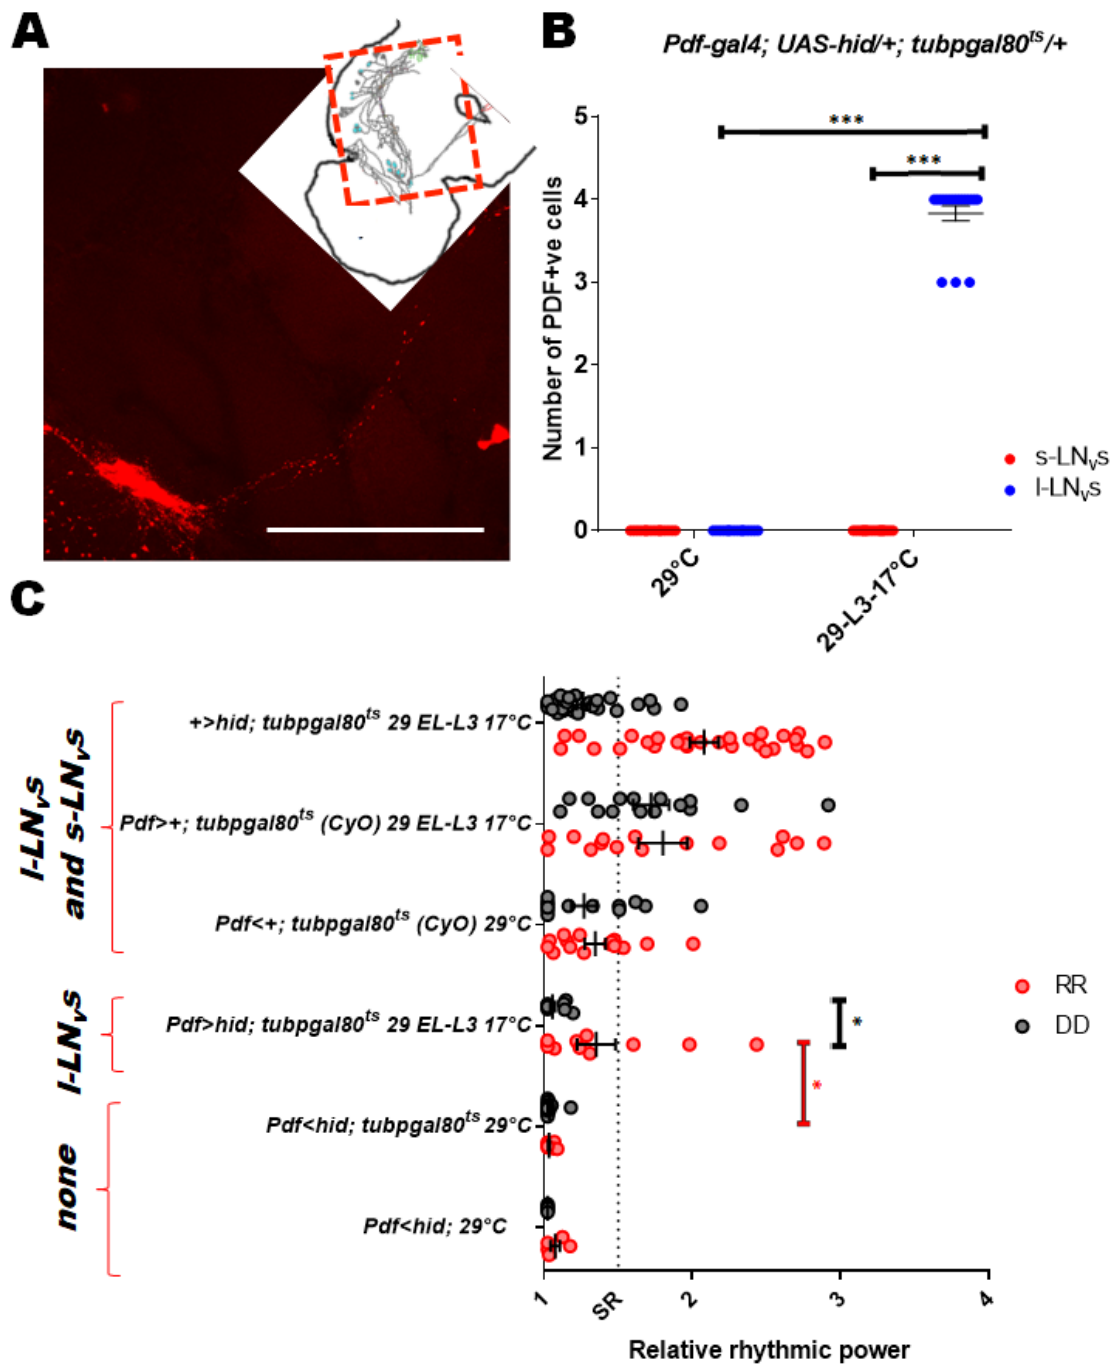 A
B
Pdf-gal4; UAS-hid/+; tubpgal80ts/+
Number of PDF+ve cells
5
4
3
2
1
0
***
***
s-LNvs
l-LNvs
29°C
29-L3-17°C
C
l-LNvs
and s-LNvs
l-LNvs
none
+>hid; tubpgal80ts 29 EL-L3 17°C
Pdf>+; tubpgal80ts (CyO) 29 EL-L3 17°C
Pdf<+; tubpgal80ts (CyO) 29°C
Pdf>hid; tubpgal80ts 29 EL-L3 17°C
Pdf<hid; tubpgal80ts 29°C
Pdf<hid; 29°C
RR
DD
*
*
1
SR
2
3
4
Relative rhythmic power